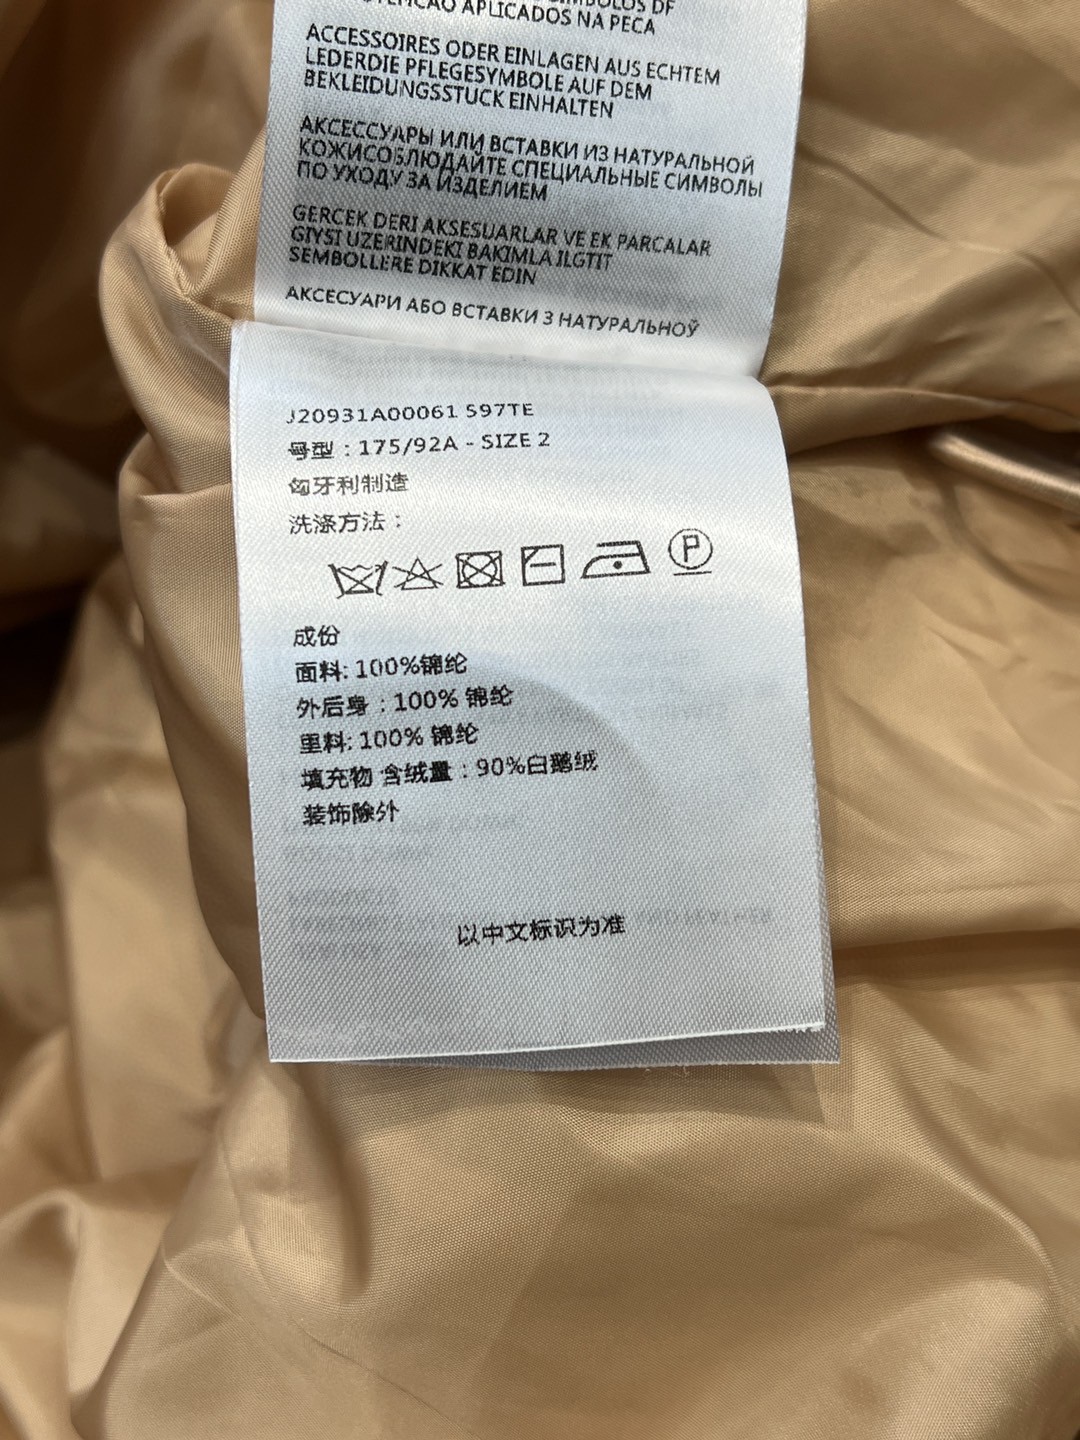 APLICADOS NA PECA
ACCESSOIRES ODER EINLAGEN AUS ECHTEM
LEDERDIE PFLEGESYMBOLE AUF DEM
BEKLEIDUNGSSTUCK EINHALTEN
АКСЕССУАРЫ ИЛИ ВСТАВКИ ИЗ НАТУРАЛЬНОЙ
КОЖИСОБЛЮДАЙТЕ СПЕЦИАЛЬНЫЕ СИМВОЛЫ
ПО УХОДУ ЗА ИЗДЕЛИЕМ
GERCEK DERI AKSESUARLAR VE EK PARCALAR
GIYSI UZERINDEKI BAKIMLA ILGTIT
SEMBOLLERE DIKKAT EDIN
АКСЕСУАРИ АБО ВСТАВКИ З НАТУРАЛЬНОЎ
J20931A00061 597TE
号型：175/92A - SIZE 2
匈牙利制造
洗涤方法：
P
成份
面料: 100%锦纶
外后身：100% 锦纶
里料: 100% 锦纶
填充物 含绒量：90%白鹅绒
装饰除外
以中文标识为准